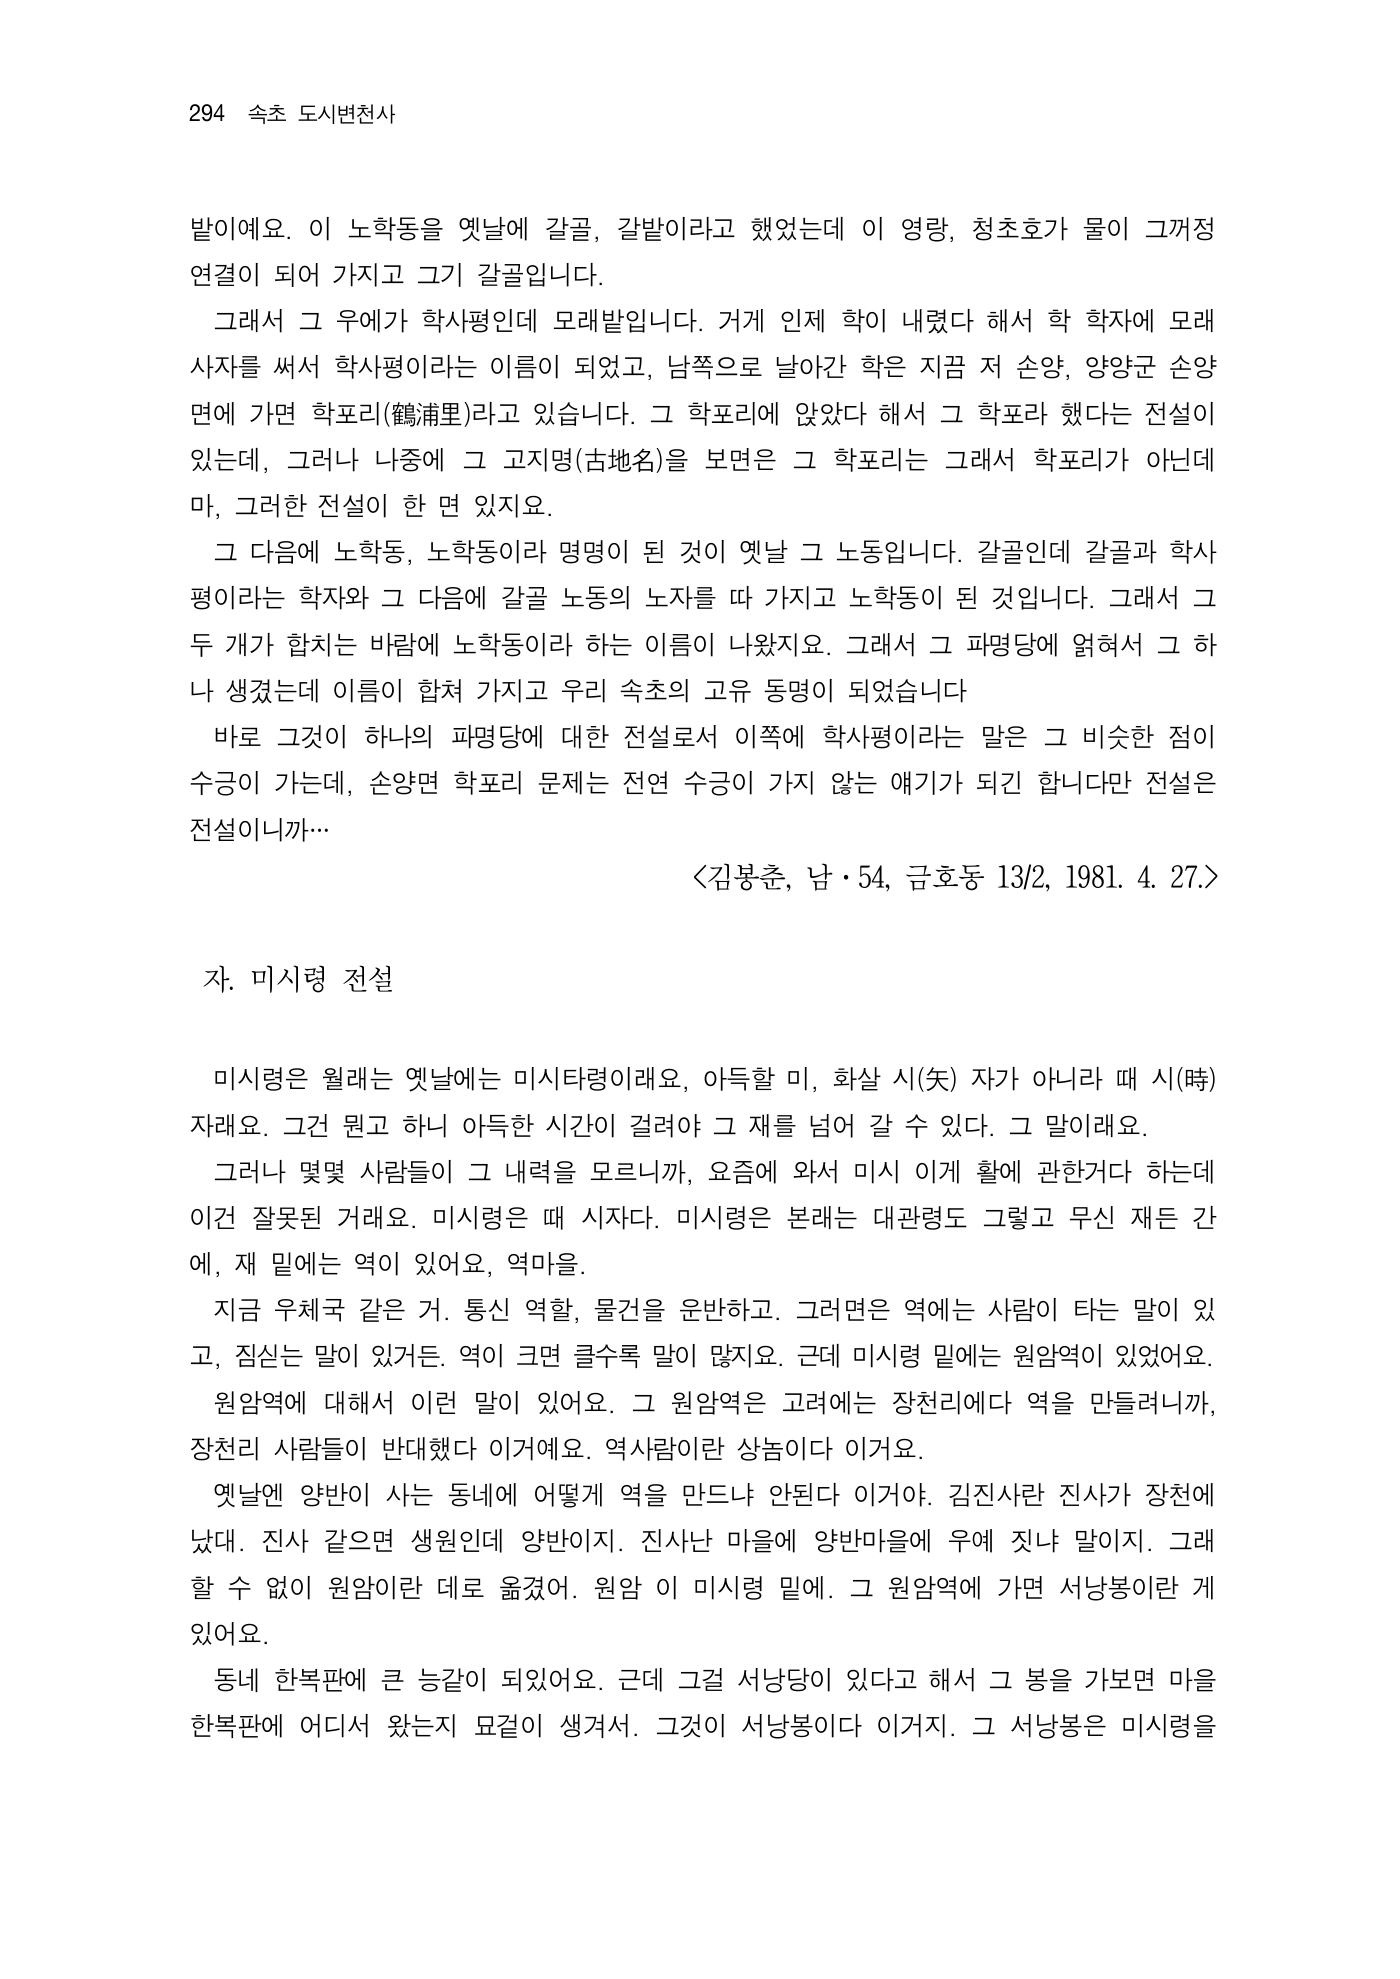 294 속초 도시변천사
밭이예요. 이 노학동을 옛날에 갈골, 갈밭이라고 했었는데 이 영랑, 청초호가 물이 그꺼정
연결이 되어 가지고 그기 갈골입니다.
그래서 그 우에가 학사평인데 모래밭입니다. 거게 인제 학이 내렸다 해서 학 학자에 모래
사자를 써서 학사평이라는 이름이 되었고, 남쪽으로 날아간 학은 지끔 저 손양, 양양군 손양
면에 가면 학포리(鶴浦里)라고 있습니다. 그 학포리에 앉았다 해서 그 학포라 했다는 전설이
있는데, 그러나 나중에 그 고지명(古地名)을 보면은 그 학포리는 그래서 학포리가 아닌데
마, 그러한 전설이 한 면 있지요.
그 다음에 노학동, 노학동이라 명명이 된 것이 옛날 그 노동입니다. 갈골인데 갈골과 학사
평이라는 학자와 그 다음에 갈골 노동의 노자를 따 가지고 노학동이 된 것입니다. 그래서 그
두 개가 합치는 바람에 노학동이라 하는 이름이 나왔지요. 그래서 그 파명당에 얽혀서 그 하
나 생겼는데 이름이 합쳐 가지고 우리 속초의 고유 동명이 되었습니다
바로 그것이 하나의 파명당에 대한 전설로서 이쪽에 학사평이라는 말은 그 비슷한 점이
수긍이 가는데, 손양면 학포리 문제는 전연 수긍이 가지 않는 얘기가 되긴 합니다만 전설은
전설이니까…
<김봉춘, 남·54, 금호동 13/2, 1981. 4. 27.>
자. 미시령 전설
미시령은 월래는 옛날에는 미시타령이래요, 아득할 미, 화살 시(矢) 자가 아니라 때 시(時)
자래요. 그건 뭔고 하니 아득한 시간이 걸려야 그 재를 넘어 갈 수 있다. 그 말이래요.
그러나 몇몇 사람들이 그 내력을 모르니까, 요즘에 와서 미시 이게 활에 관한거다 하는데
이건 잘못된 거래요. 미시령은 때 시자다. 미시령은 본래는 대관령도 그렇고 무신 재든 간
에, 재 밑에는 역이 있어요, 역마을.
지금 우체국 같은 거. 통신 역할, 물건을 운반하고. 그러면은 역에는 사람이 타는 말이 있
고, 짐싣는 말이 있거든. 역이 크면 클수록 말이 많지요. 근데 미시령 밑에는 원암역이 있었어요.
원암역에 대해서 이런 말이 있어요. 그 원암역은 고려에는 장천리에다 역을 만들려니까,
장천리 사람들이 반대했다 이거예요. 역사람이란 상놈이다 이거요.
옛날엔 양반이 사는 동네에 어떻게 역을 만드냐 안된다 이거야. 김진사란 진사가 장천에
났대. 진사 같으면 생원인데 양반이지. 진사난 마을에 양반마을에 우예 짓냐 말이지. 그래
할 수 없이 원암이란 데로 옮겼어. 원암 이 미시령 밑에. 그 원암역에 가면 서낭봉이란 게
있어요.
동네 한복판에 큰 능같이 되있어요. 근데 그걸 서낭당이 있다고 해서 그 봉을 가보면 마을
한복판에 어디서 왔는지 묘겉이 생겨서. 그것이 서낭봉이다 이거지. 그 서낭봉은 미시령을